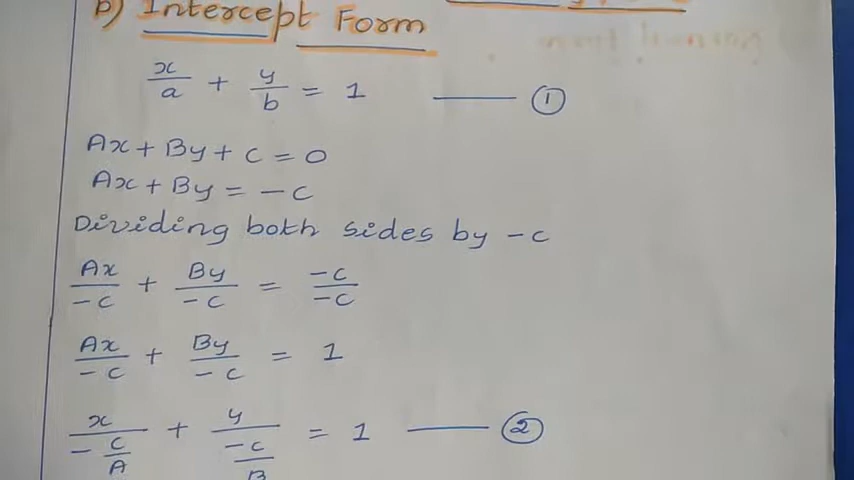 b) Intercept Form
x/a + y/b = 1 ——— ①
Ax + By + c = 0
Ax + By = -c
Dividing both sides by -c
Ax/-c + By/-c = -c/-c
Ax/-c + By/-c = 1
x/(-c/A) + y/(-c/B) = 1 ——— ②